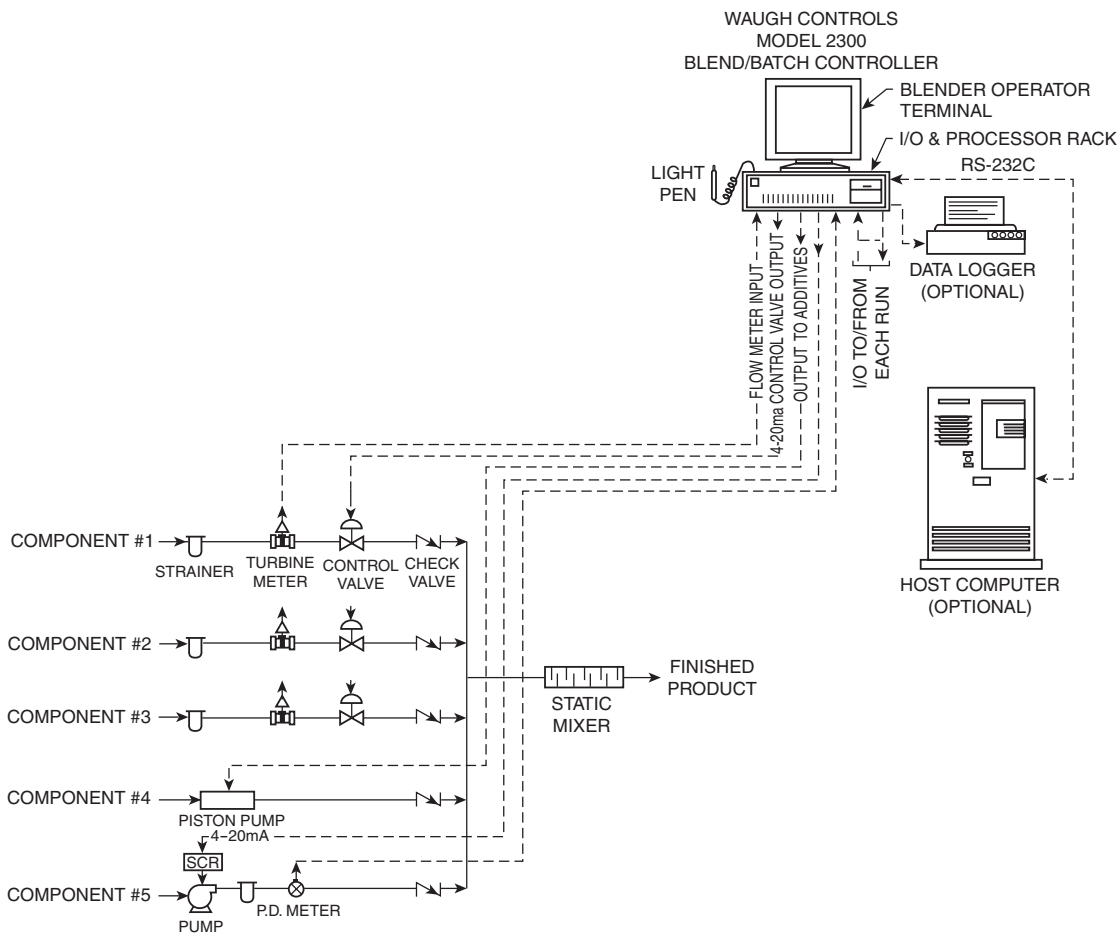 WAUGH CONTROLS
MODEL 2300
BLEND/BATCH CONTROLLER
BLENDER OPERATOR
TERMINAL
I/O & PROCESSOR RACK
RS-232C
LIGHT
PEN
DATA LOGGER
(OPTIONAL)
FLOW METER INPUT
4-20ma CONTROL VALVE OUTPUT
OUTPUT TO ADDITIVES
I/O TO/FROM
EACH RUN
HOST COMPUTER
(OPTIONAL)
COMPONENT #1
STRAINER
TURBINE
METER
CONTROL
VALVE
CHECK
VALVE
COMPONENT #2
COMPONENT #3
STATIC
MIXER
FINISHED
PRODUCT
COMPONENT #4
PISTON PUMP
4-20mA
SCR
COMPONENT #5
PUMP
P.D. METER